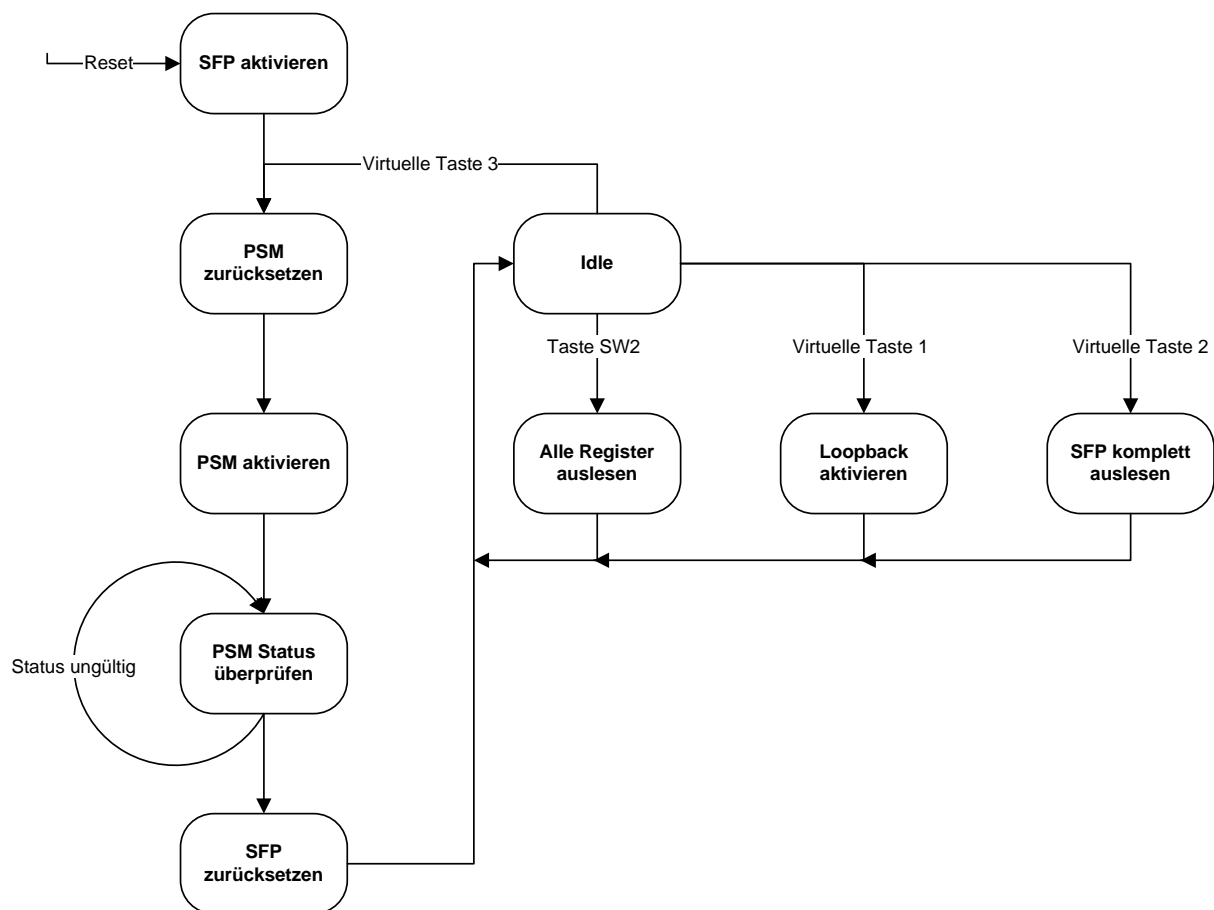 SFP aktivieren
Reset
Virtuelle Taste 3
PSM
zurücksetzen
Idle
Taste SW2
Virtuelle Taste 1
Virtuelle Taste 2
PSM aktivieren
Alle Register
auslesen
Loopback
aktivieren
SFP komplett
auslesen
PSM Status
überprüfen
Status ungültig
SFP
zurücksetzen